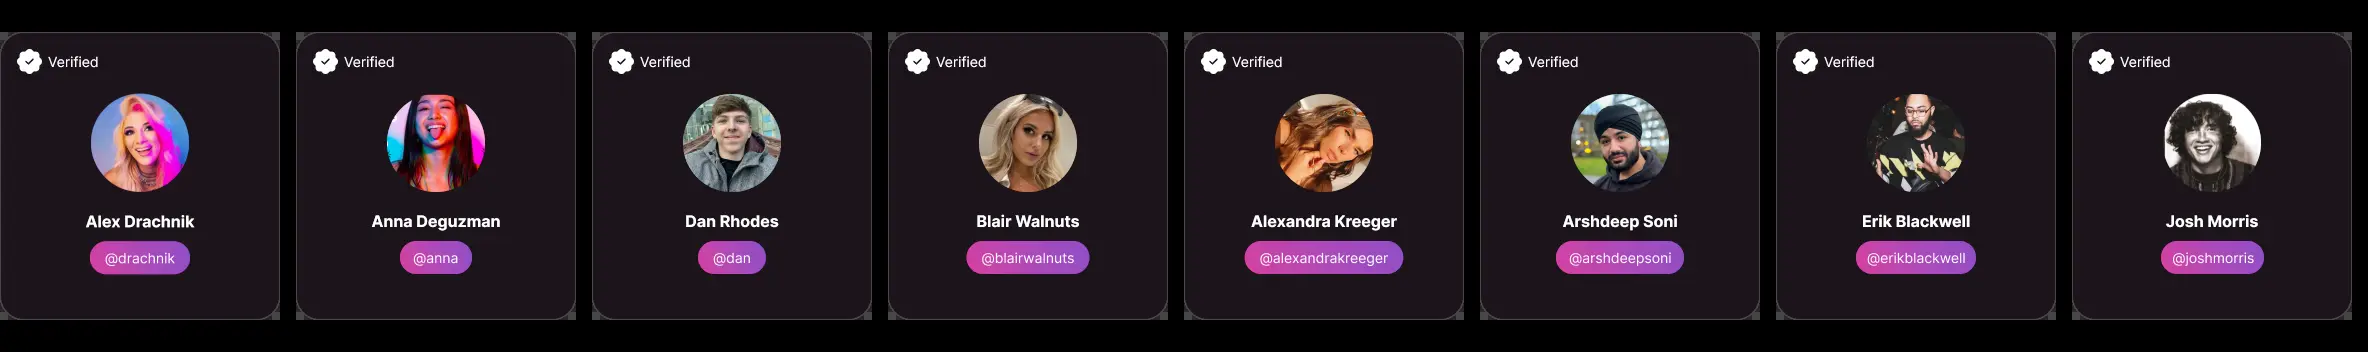 Verified
Alex Drachnik
@drachnik
Verified
Anna Deguzman
@anna
Verified
Dan Rhodes
@dan
Verified
Blair Walnuts
@blairwalnuts
Verified
Alexandra Kreeger
@alexandrakreeger
Verified
Arshdeep Soni
@arshdeepsoni
Verified
Erik Blackwell
@erikblackwell
Verified
Josh Morris
@joshmorris